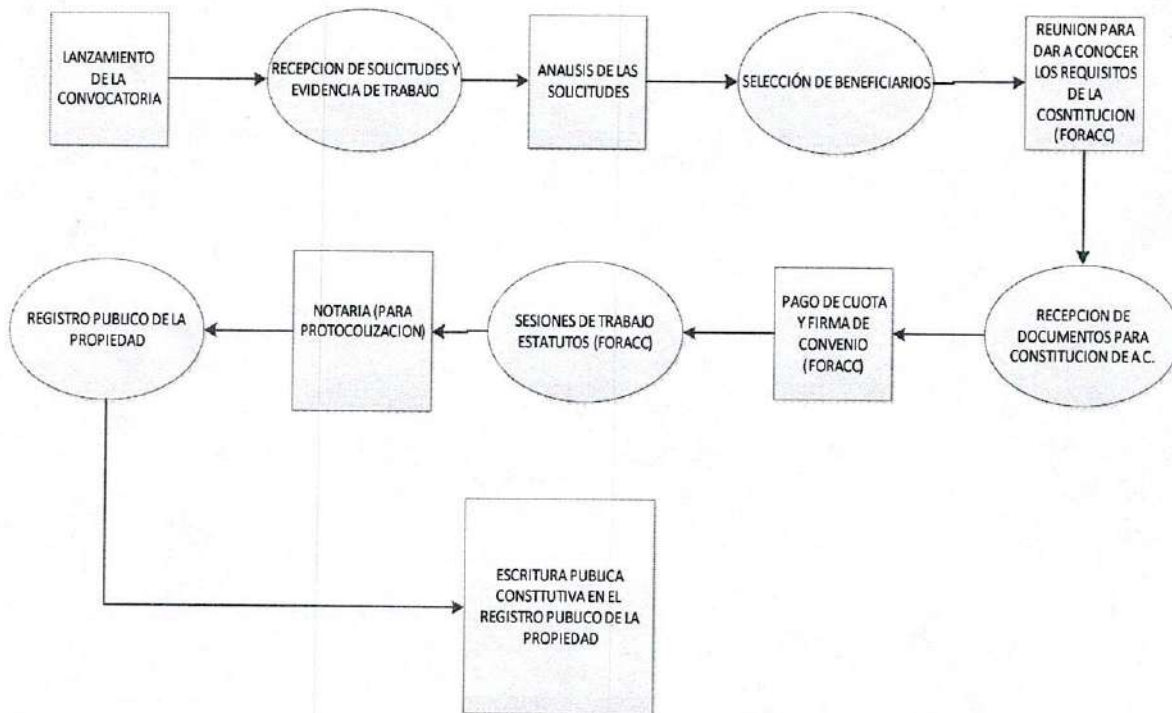 LANZAMIENTO
DE LA
CONVOCATORIA
RECEPCION DE SOLICITUDES Y
EVIDENCIA DE TRABAJO
ANALISIS DE LAS
SOLICITUDES
SELECCIÓN DE BENEFICIARIOS
REUNION PARA
DAR A CONOCER
LOS REQUISITOS
DE LA
COSNTITUCION
(FORACC)
RECEPCION DE
DOCUMENTOS PARA
CONSTITUCION DE A.C.
PAGO DE CUOTA
Y FIRMA DE
CONVENIO
(FORACC)
SESIONES DE TRABAJO
ESTATUTOS (FORACC)
NOTARIA (PARA
PROTOCOLIZACION)
REGISTRO PUBLICO DE LA
PROPIEDAD
ESCRITURA PUBLICA
CONSTTUTIVA EN EL
REGISTRO PUBLICO DE LA
PROPIEDAD